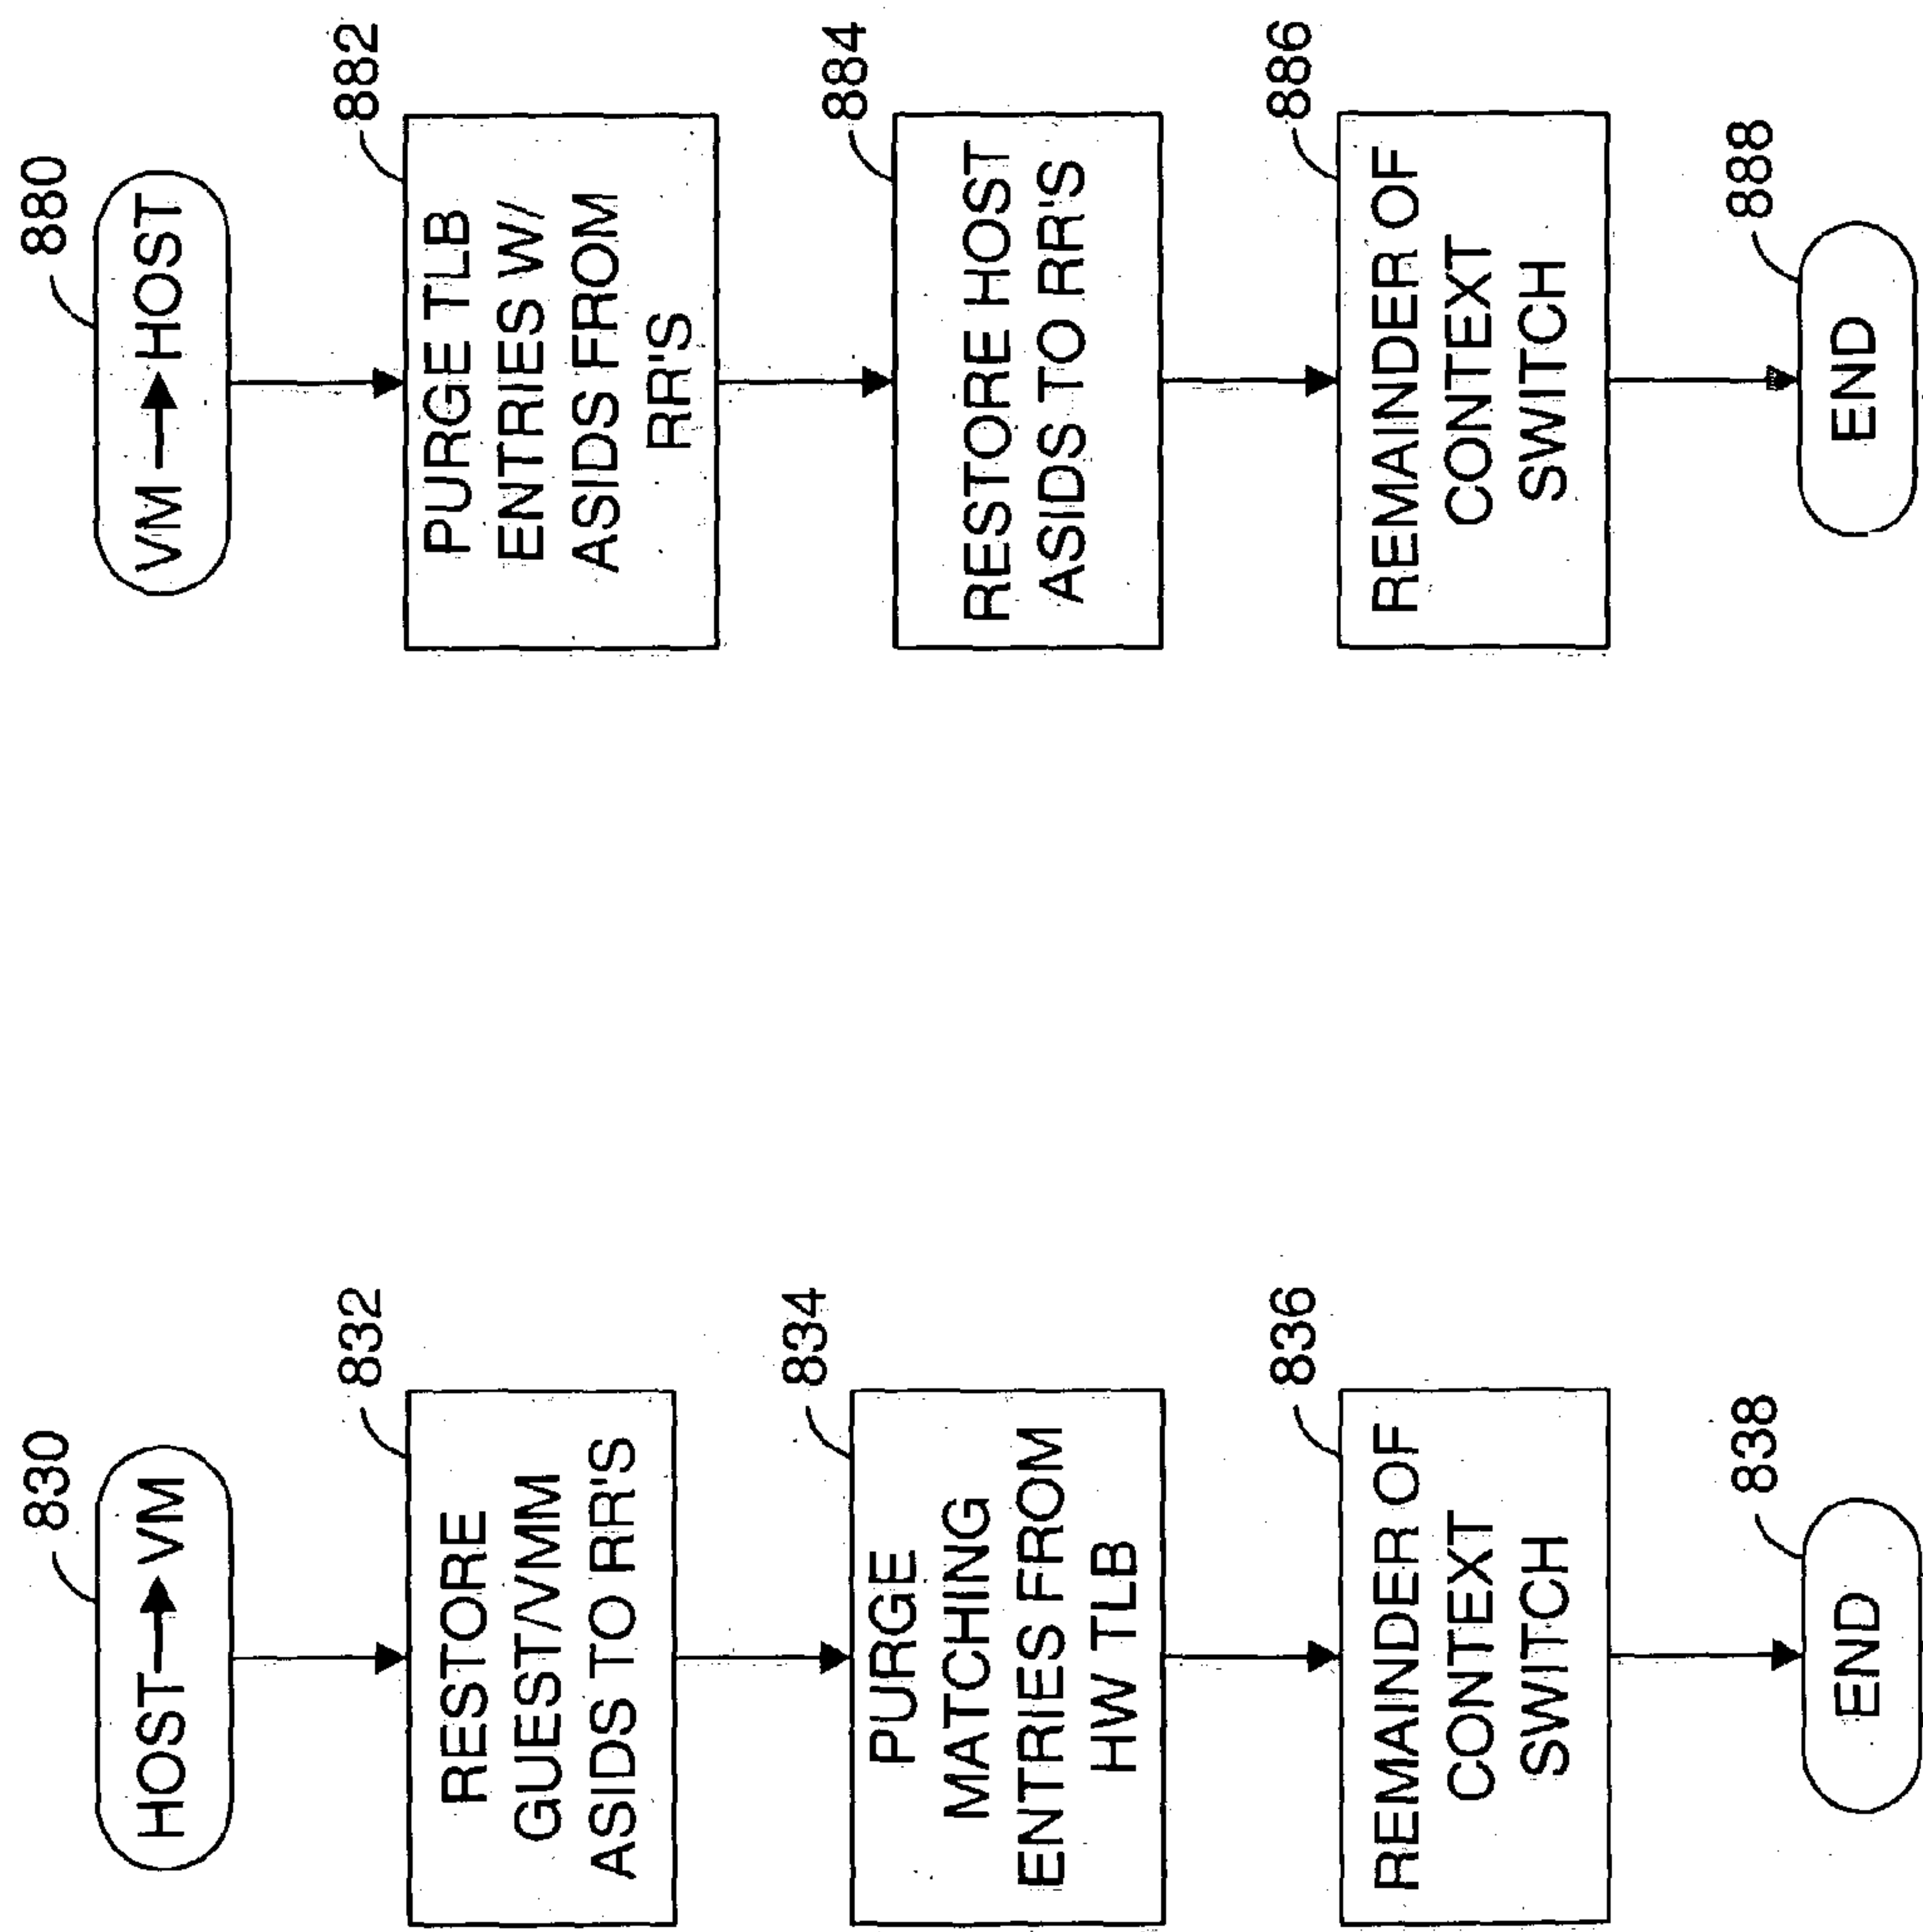 830
HOST → VM
832
RESTORE
GUEST/VMM
ASIDS TO RR'S
834
PURGE
MATCHING
ENTRIES FROM
HW TLB
836
REMAINDER OF
CONTEXT
SWITCH
838
END
880
VM → HOST
882
PURGE TLB
ENTRIES W/
ASIDS FROM
RR'S
884
RESTORE HOST
ASIDS TO RR'S
886
REMAINDER OF
CONTEXT
SWITCH
888
END